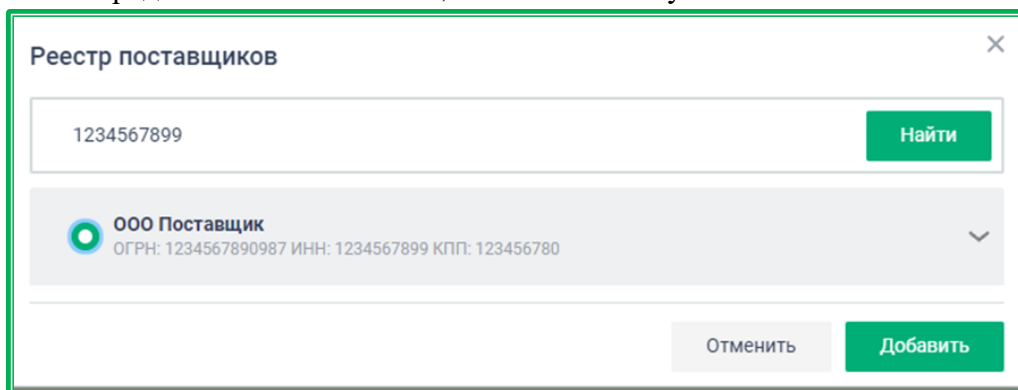 Реестр поставщиков
1234567899
Найти
ООО Поставщик
ОГРН: 1234567890987 ИНН: 1234567899 КПП: 123456780
Отменить
Добавить